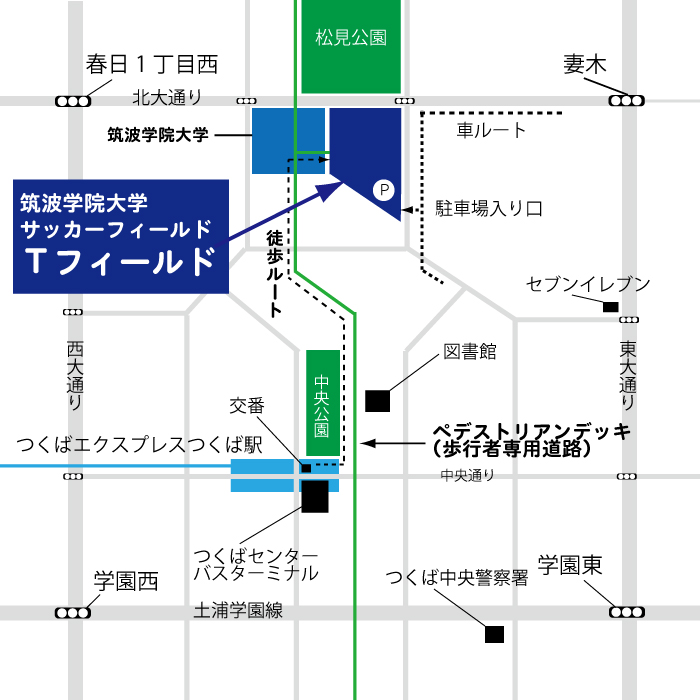 松見公園
春日1丁目西
妻木
北大通り
車ルート
筑波学院大学
P
筑波学院大学
サッカーフィールド
Tフィールド
駐車場入り口
徒歩ルート
セブンイレブン
西大通り
東大通り
図書館
中央公園
交番
ペデストリアンデッキ
(歩行者専用道路)
つくばエクスプレスつくば駅
中央通り
つくばセンター
バスターミナル
学園西
つくば中央警察署
学園東
土浦学園線